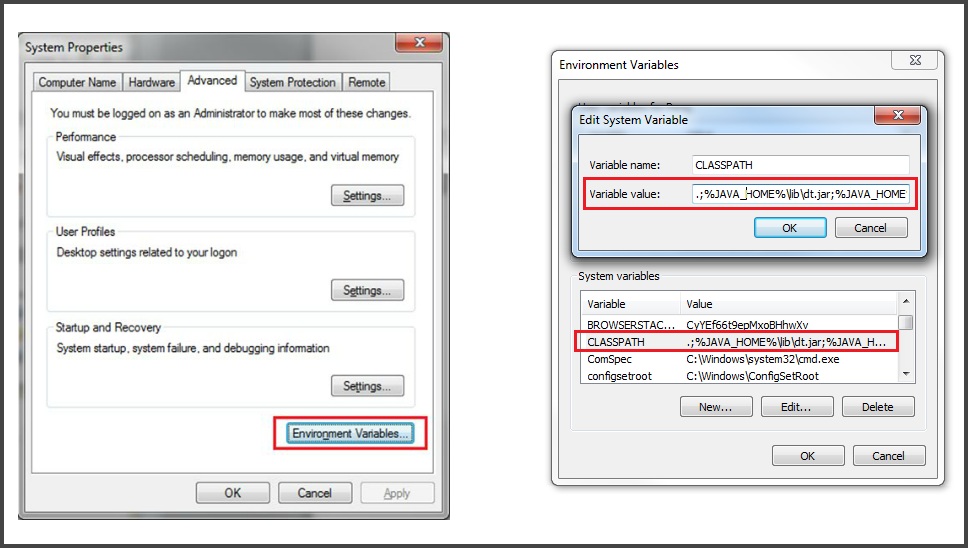 System Properties
Computer Name Hardware Advanced System Protection Remote
You must be logged on as an Administrator to make most of these changes.
Performance
Visual effects, processor scheduling, memory usage, and virtual memory
Settings...
User Profiles
Desktop settings related to your logon
Settings...
Startup and Recovery
System startup, system failure, and debugging information
Settings...
Environment Variables...
OK Cancel Apply
Environment Variables
Edit System Variable
Variable name: CLASSPATH
Variable value: .;%JAVA_HOME%\lib\dt.jar;%JAVA_HOME
OK Cancel
System variables
Variable Value
BROWSERSTAC... CyYEf66t9epMxoBHhwXv
CLASSPATH .;%JAVA_HOME%\lib\dt.jar;%JAVA_H...
ComSpec C:\Windows\system32\cmd.exe
configsetroot C:\Windows\ConfigSetRoot
New... Edit... Delete
OK Cancel